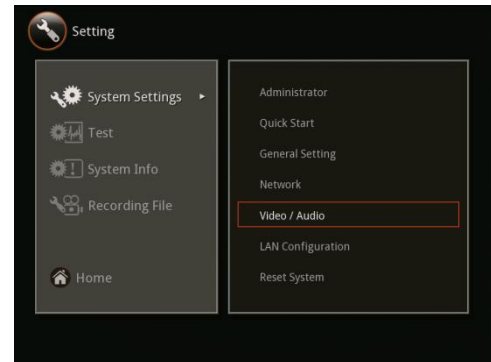 Setting
System Settings
Test
System Info
Recording File
Home
Administrator
Quick Start
General Setting
Network
Video / Audio
LAN Configuration
Reset System